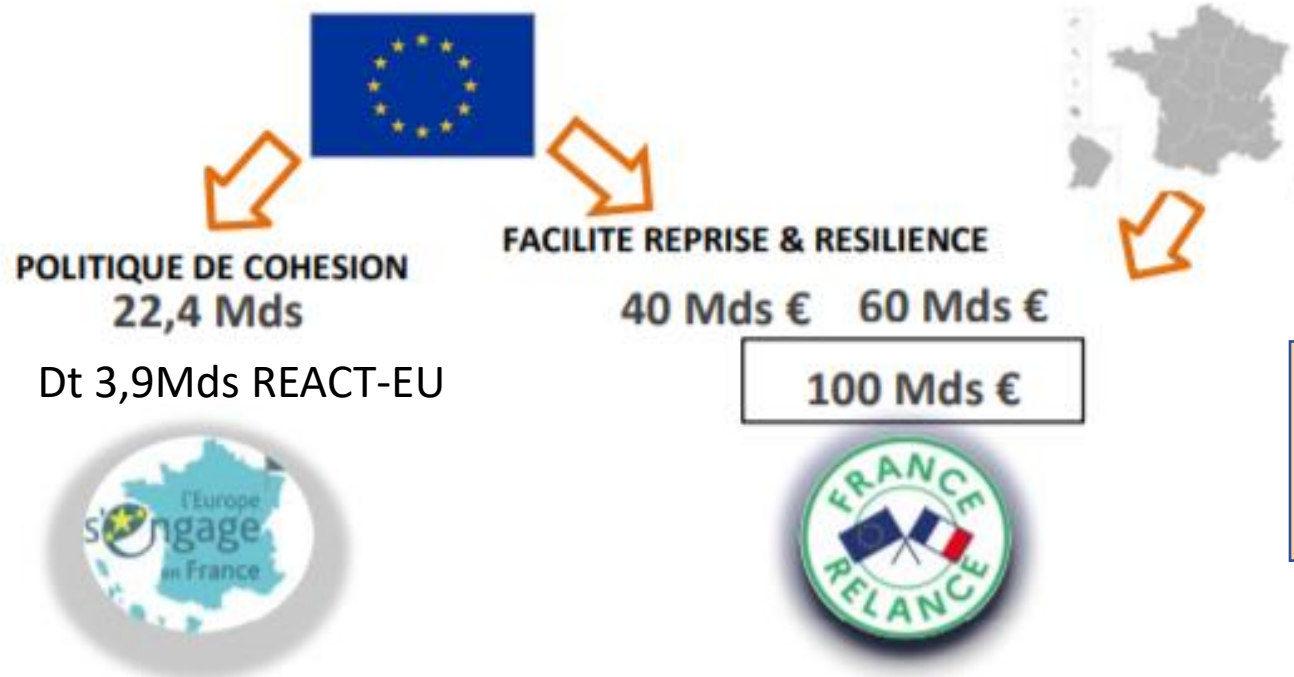 POLITIQUE DE COHESION
22,4 Mds
Dt 3,9Mds REACT-EU
l'Europe
s'engage
en France
FACILITE REPRISE & RESILIENCE
40 Mds € 60 Mds €
100 Mds €
FRANCE
RELANCE